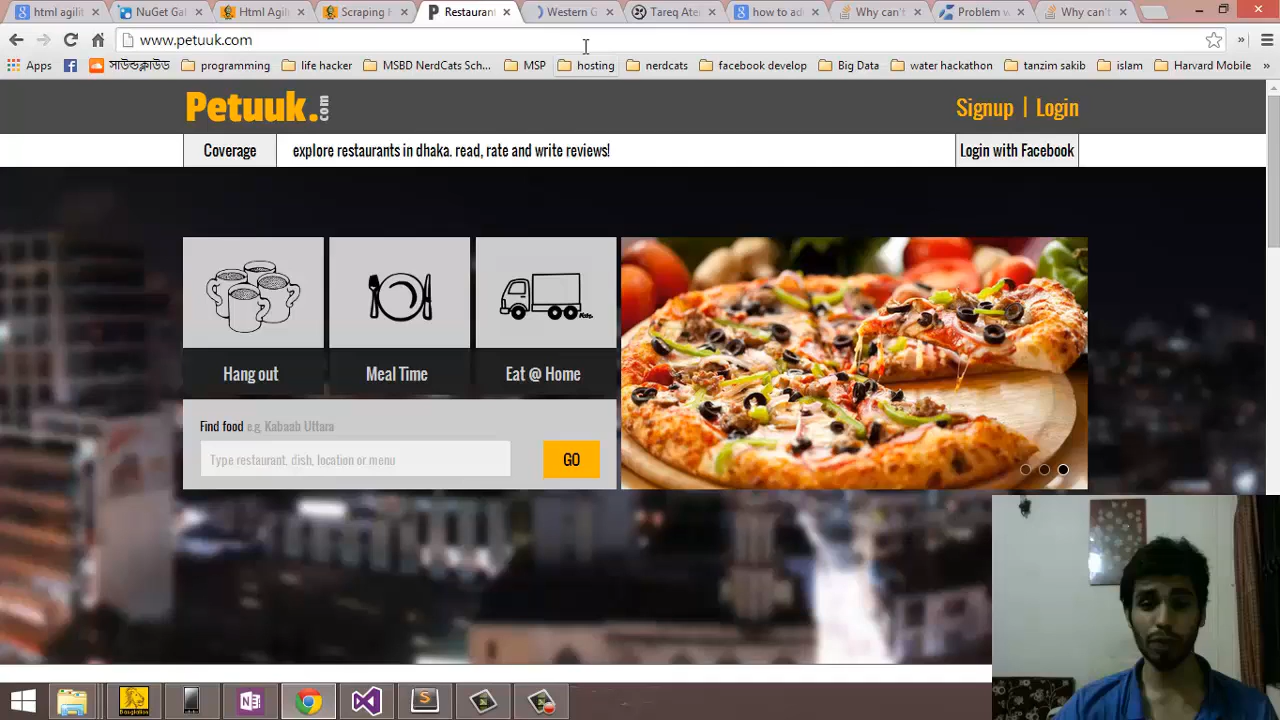 html agilit
NuGet Gal
Html Agili
Scraping H
Restauran
Western G
Tareq Ate
how to ad
Why can't
Problem w
Why can't
www.petuuk.com
Apps
সাউন্ডক্লাউড
programming
life hacker
MSBD NerdCats Sch...
MSP
hosting
nerdcats
facebook develop
Big Data
water hackathon
tanzim sakib
islam
Harvard Mobile
Petuuk.com
Signup | Login
Coverage
explore restaurants in dhaka. read, rate and write reviews!
Login with Facebook
Hang out
Meal Time
Eat @ Home
Find food e.g. Kabaab Uttara
Type restaurant, dish, location or menu
GO